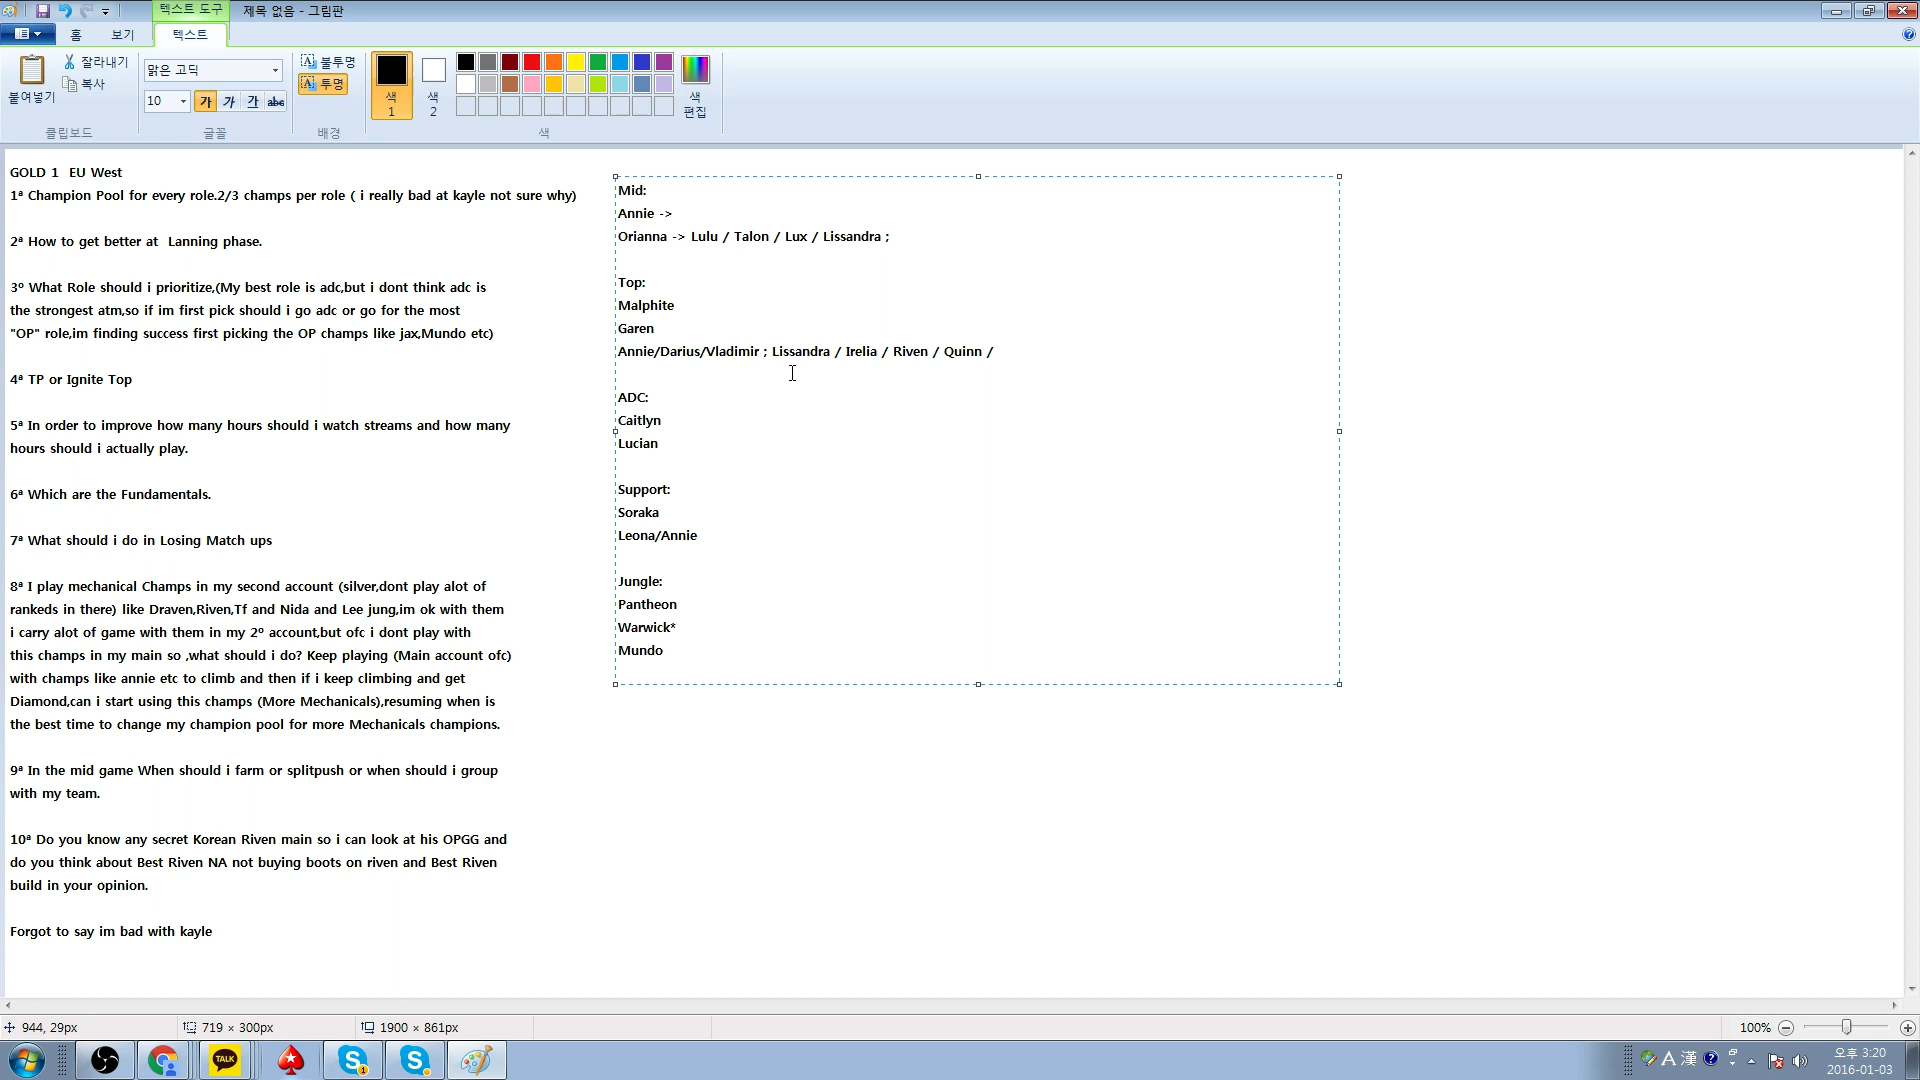 텍스트 도구
제목 없음 - 그림판
홈
보기
텍스트
붙여넣기
잘라내기
복사
클립보드
맑은 고딕
10
가 가 간 abc
글꼴
불투명
투명
배경
색
1
색
2
색
편집
색
GOLD 1 EU West
1ª Champion Pool for every role.2/3 champs per role ( i really bad at kayle not sure why)
2ª How to get better at Lanning phase.
3º What Role should i prioritize,(My best role is adc,but i dont think adc is
the strongest atm,so if im first pick should i go adc or go for the most
"OP" role,im finding success first picking the OP champs like jax,Mundo etc)
4ª TP or Ignite Top
5ª In order to improve how many hours should i watch streams and how many
hours should i actually play.
6ª Which are the Fundamentals.
7ª What should i do in Losing Match ups
8ª I play mechanical Champs in my second account (silver,dont play alot of
rankeds in there) like Draven,Riven,Tf and Nida and Lee jung,im ok with them
i carry alot of game with them in my 2º account,but ofc i dont play with
this champs in my main so ,what should i do? Keep playing (Main account ofc)
with champs like annie etc to climb and then if i keep climbing and get
Diamond,can i start using this champs (More Mechanicals),resuming when is
the best time to change my champion pool for more Mechanicals champions.
9ª In the mid game When should i farm or splitpush or when should i group
with my team.
10ª Do you know any secret Korean Riven main so i can look at his OPGG and
do you think about Best Riven NA not buying boots on riven and Best Riven
build in your opinion.
Forgot to say im bad with kayle
Mid:
Annie ->
Orianna -> Lulu / Talon / Lux / Lissandra ;
Top:
Malphite
Garen
Annie/Darius/Vladimir ; Lissandra / Irelia / Riven / Quinn /
ADC:
Caitlyn
Lucian
Support:
Soraka
Leona/Annie
Jungle:
Pantheon
Warwick*
Mundo
944, 29px
719 × 300px
1900 × 861px
100%
TALK
S
1
S
A 漢
오후 3:20
2016-01-03